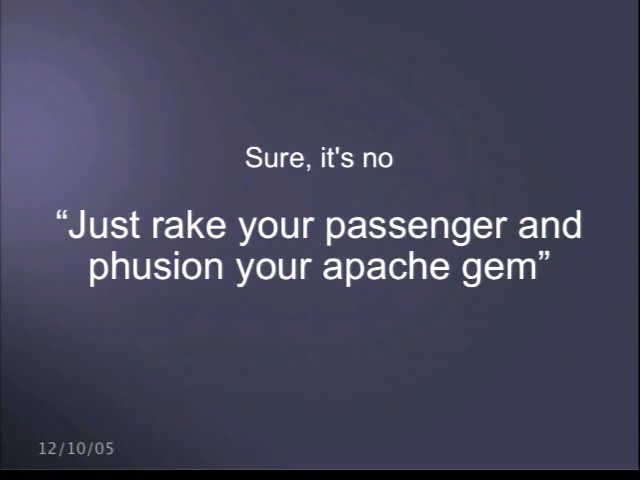 Sure, it's no
“Just rake your passenger and
phusion your apache gem”
12/10/05